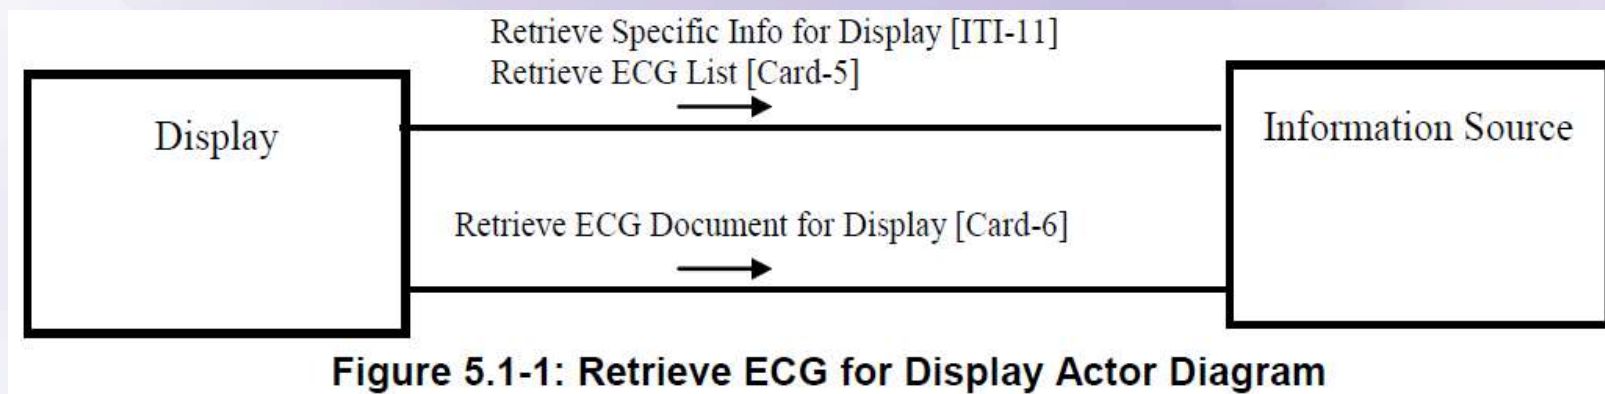 Retrieve Specific Info for Display [ITI-11]
Retrieve ECG List [Card-5]
Display
Information Source
Retrieve ECG Document for Display [Card-6]
Figure 5.1-1: Retrieve ECG for Display Actor Diagram